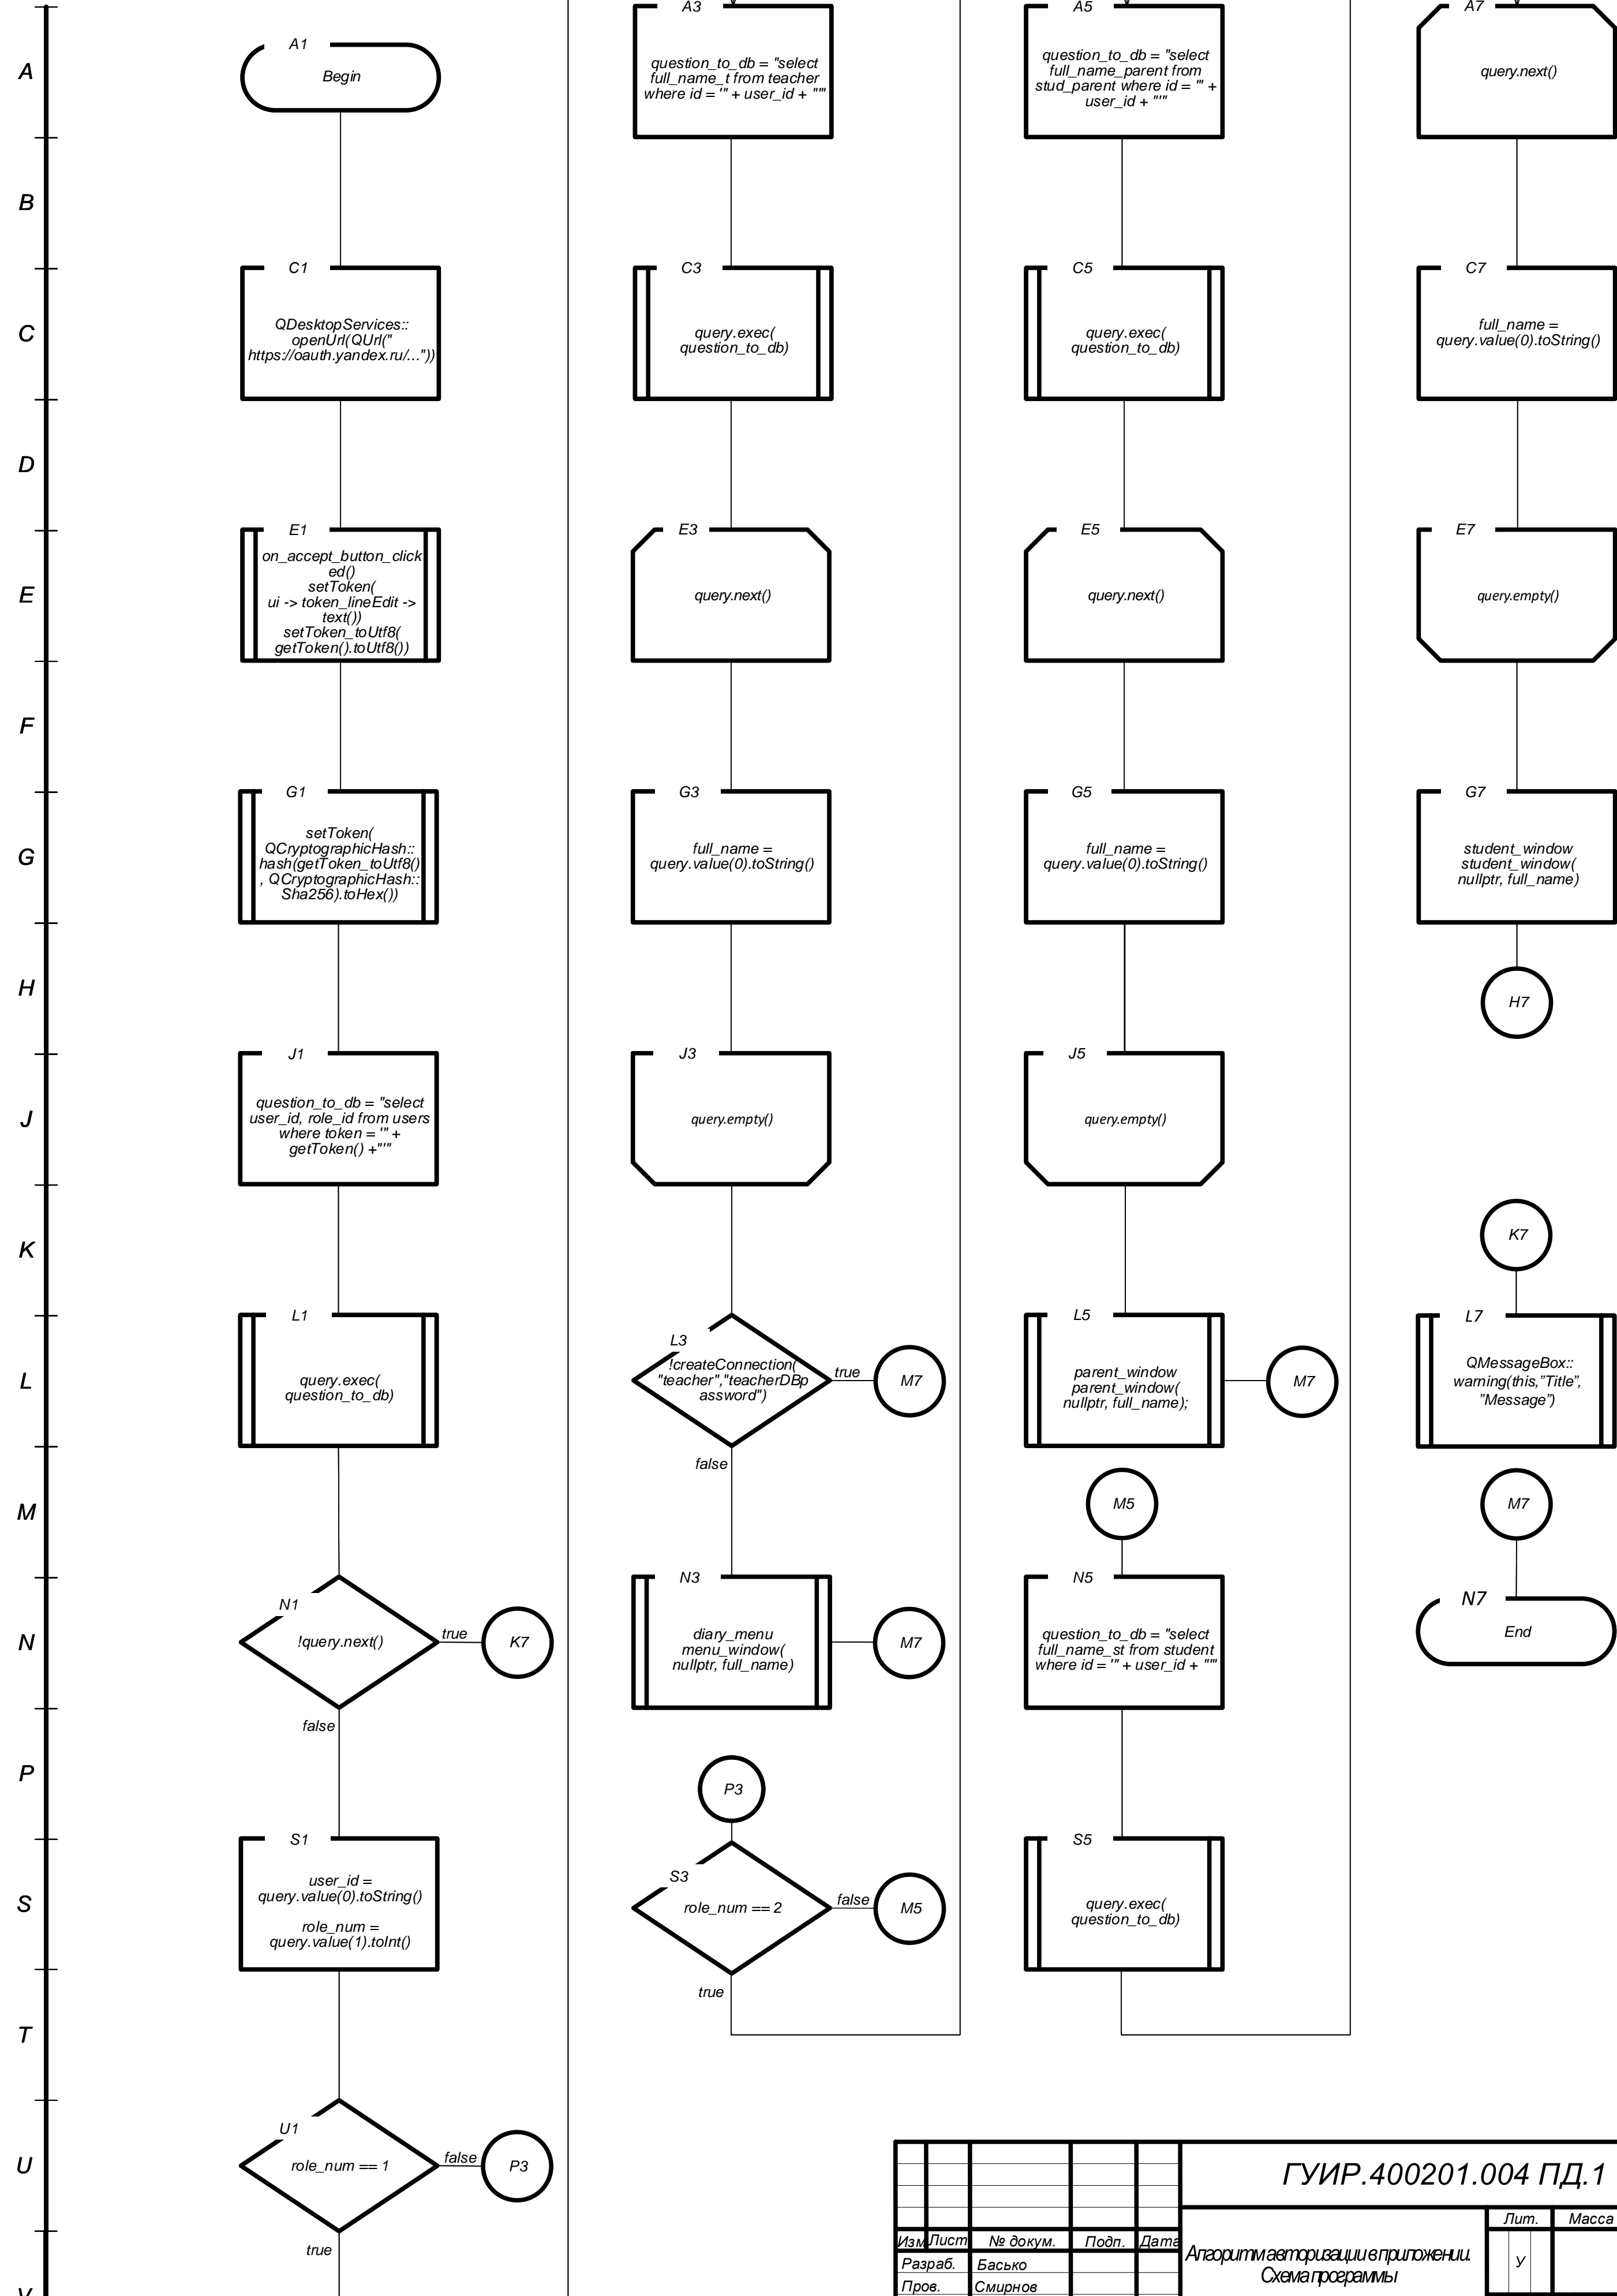 A
B
C
D
E
F
G
H
J
K
L
M
N
P
S
T
U
V
A1
Begin
C1
QDesktopServices::
openUrl(QUrl("
https://oauth.yandex.ru/..."))
E1
on_accept_button_click
ed()
setToken(
ui -> token_lineEdit ->
text())
setToken_toUtf8(
getToken().toUtf8())
G1
setToken(
QCryptographicHash::
hash(getToken_toUtf8()
, QCryptographicHash::
Sha256).toHex())
J1
question_to_db = "select
user_id, role_id from users
where token = '" +
getToken() +"'"
L1
query.exec(
question_to_db)
N1
!query.next()
true
K7
false
S1
user_id =
query.value(0).toString()
role_num =
query.value(1).toInt()
U1
role_num == 1
false
P3
true
A3
question_to_db = "select
full_name_t from teacher
where id = '" + user_id + "'"
C3
query.exec(
question_to_db)
E3
query.next()
G3
full_name =
query.value(0).toString()
J3
query.empty()
L3
!createConnection(
"teacher","teacherDBp
assword")
true
M7
false
N3
diary_menu
menu_window(
nullptr, full_name)
M7
P3
S3
role_num == 2
false
M5
true
A5
question_to_db = "select
full_name_parent from
stud_parent where id = '" +
user_id + "'"
C5
query.exec(
question_to_db)
E5
query.next()
G5
full_name =
query.value(0).toString()
J5
query.empty()
L5
parent_window
parent_window(
nullptr, full_name);
M7
M5
N5
question_to_db = "select
full_name_st from student
where id = '" + user_id + "'"
S5
query.exec(
question_to_db)
A7
query.next()
C7
full_name =
query.value(0).toString()
E7
query.empty()
G7
student_window
student_window(
nullptr, full_name)
H7
K7
L7
QMessageBox::
warning(this,”Title”,
”Message”)
M7
N7
End
ГУИР.400201.004 ПД.1
Лит.
Масса
Изм
Лист
№ докум.
Подп.
Дата
Алгоритм авторизации в приложении.
Схема программы
У
Разраб.
Басько
Пров.
Смирнов